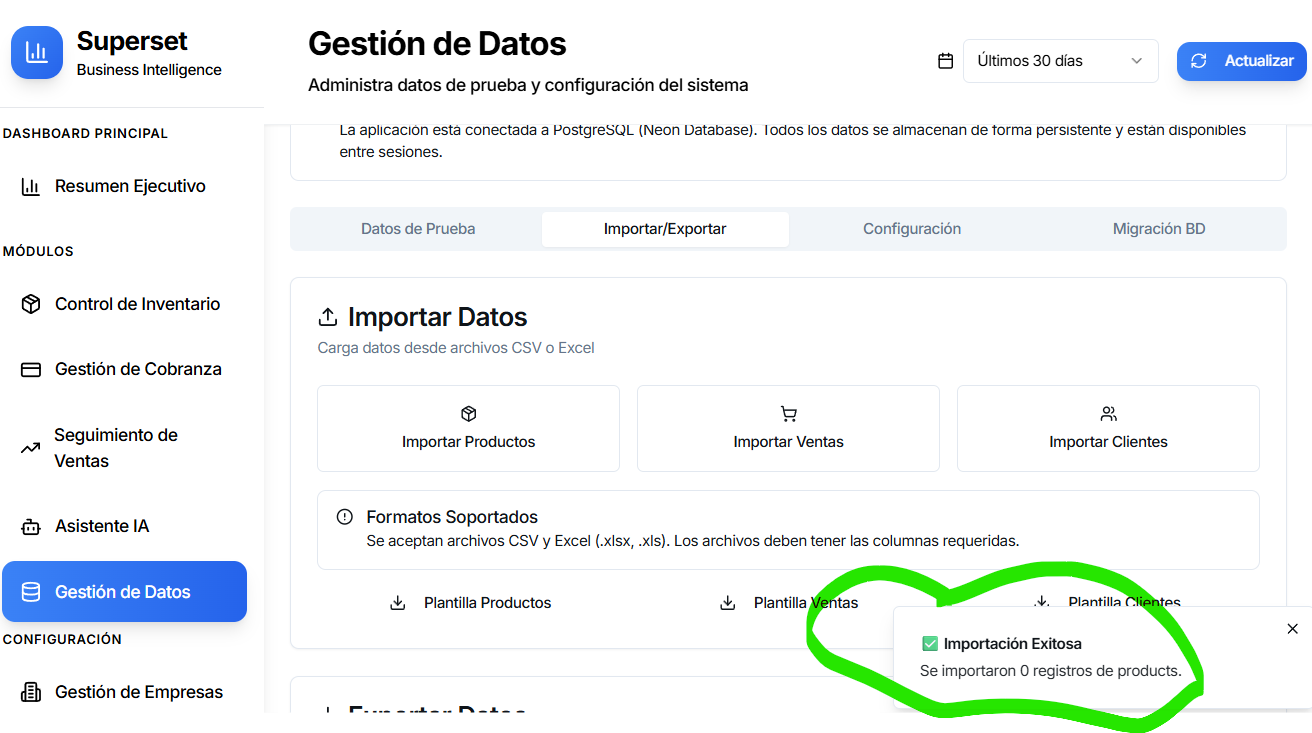 Superset
Business Intelligence
Gestión de Datos
Administra datos de prueba y configuración del sistema
Últimos 30 días
Actualizar
DASHBOARD PRINCIPAL
Resumen Ejecutivo
MÓDULOS
Control de Inventario
Gestión de Cobranza
Seguimiento de
Ventas
Asistente IA
Gestión de Datos
CONFIGURACIÓN
Gestión de Empresas
La aplicación está conectada a PostgreSQL (Neon Database). Todos los datos se almacenan de forma persistente y están disponibles
entre sesiones.
Datos de Prueba
Importar/Exportar
Configuración
Migración BD
Importar Datos
Carga datos desde archivos CSV o Excel
Importar Productos
Importar Ventas
Importar Clientes
Formatos Soportados
Se aceptan archivos CSV y Excel (.xlsx, .xls). Los archivos deben tener las columnas requeridas.
Plantilla Productos
Plantilla Ventas
Plantilla Clientes
Importación Exitosa
Se importaron 0 registros de products.
Exportar Datos